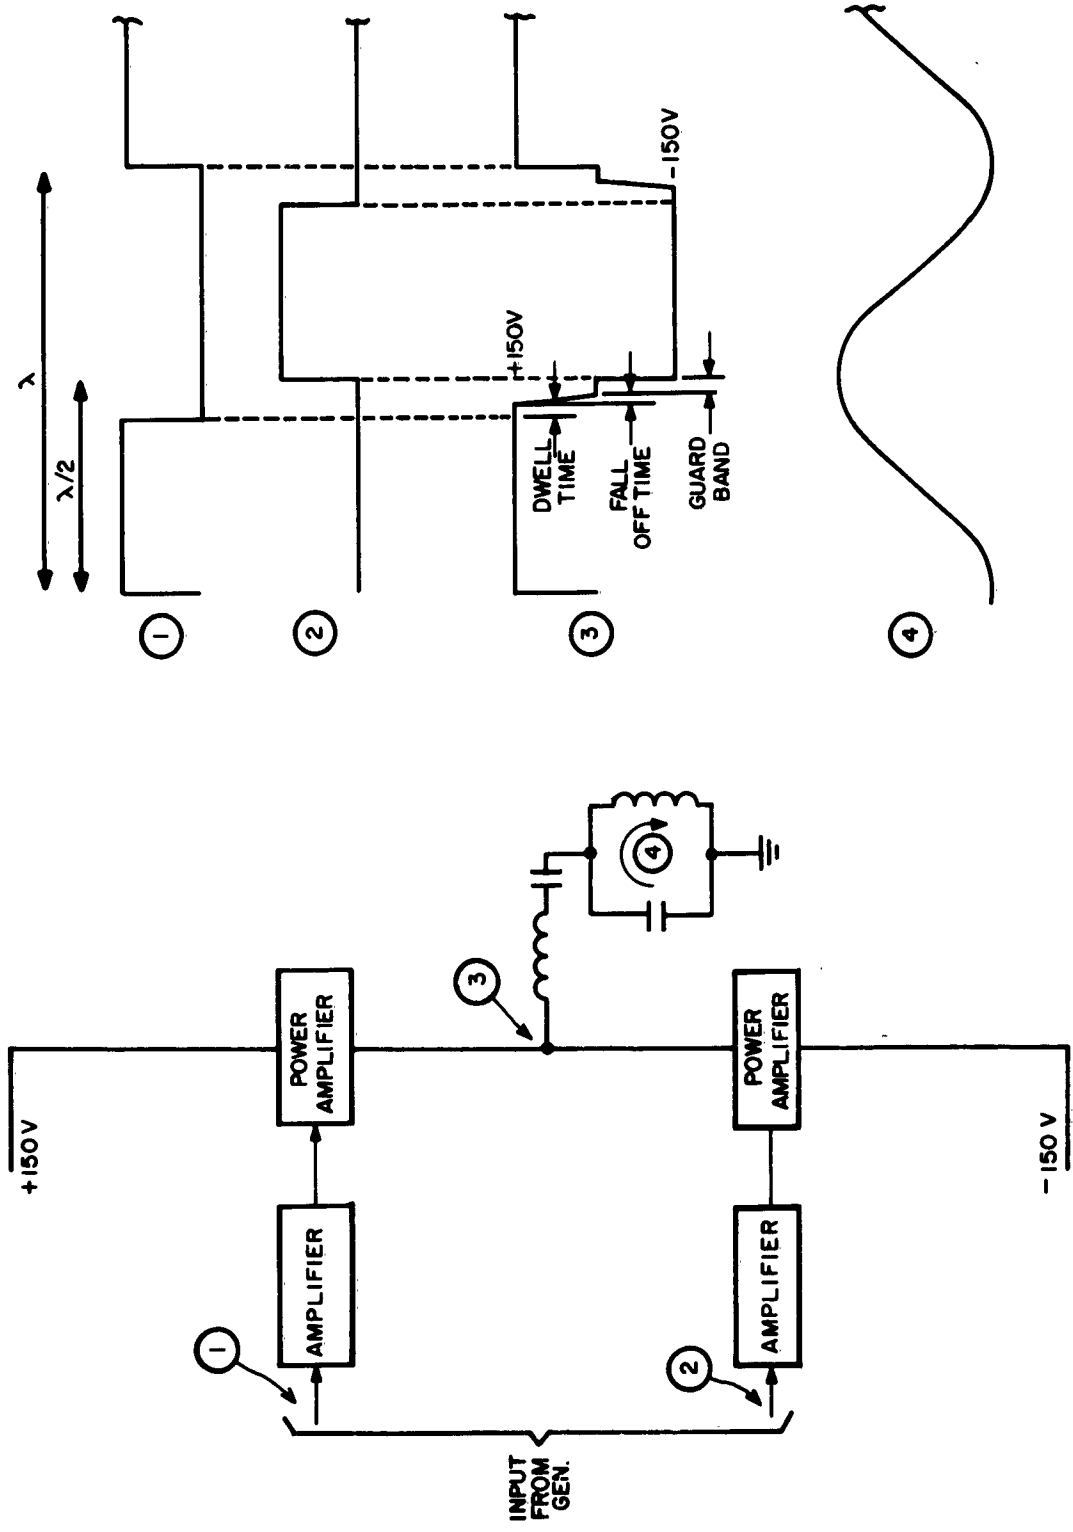 λ
λ/2
1
2
3
4
+150V
-150V
DWELL
TIME
FALL
OFF TIME
GUARD
BAND
+150V
INPUT
FROM
GEN.
1
AMPLIFIER
POWER
AMPLIFIER
3
4
2
AMPLIFIER
POWER
AMPLIFIER
-150V